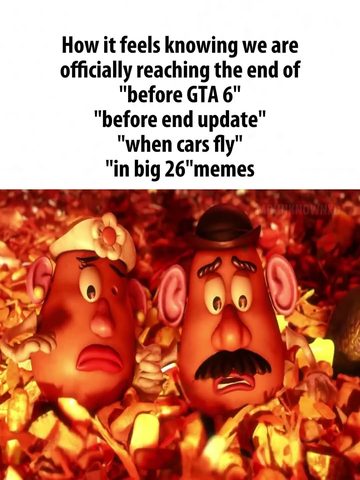 How it feels knowing we are
officially reaching the end of
"before GTA 6"
"before end update"
"when cars fly"
"in big 26"memes